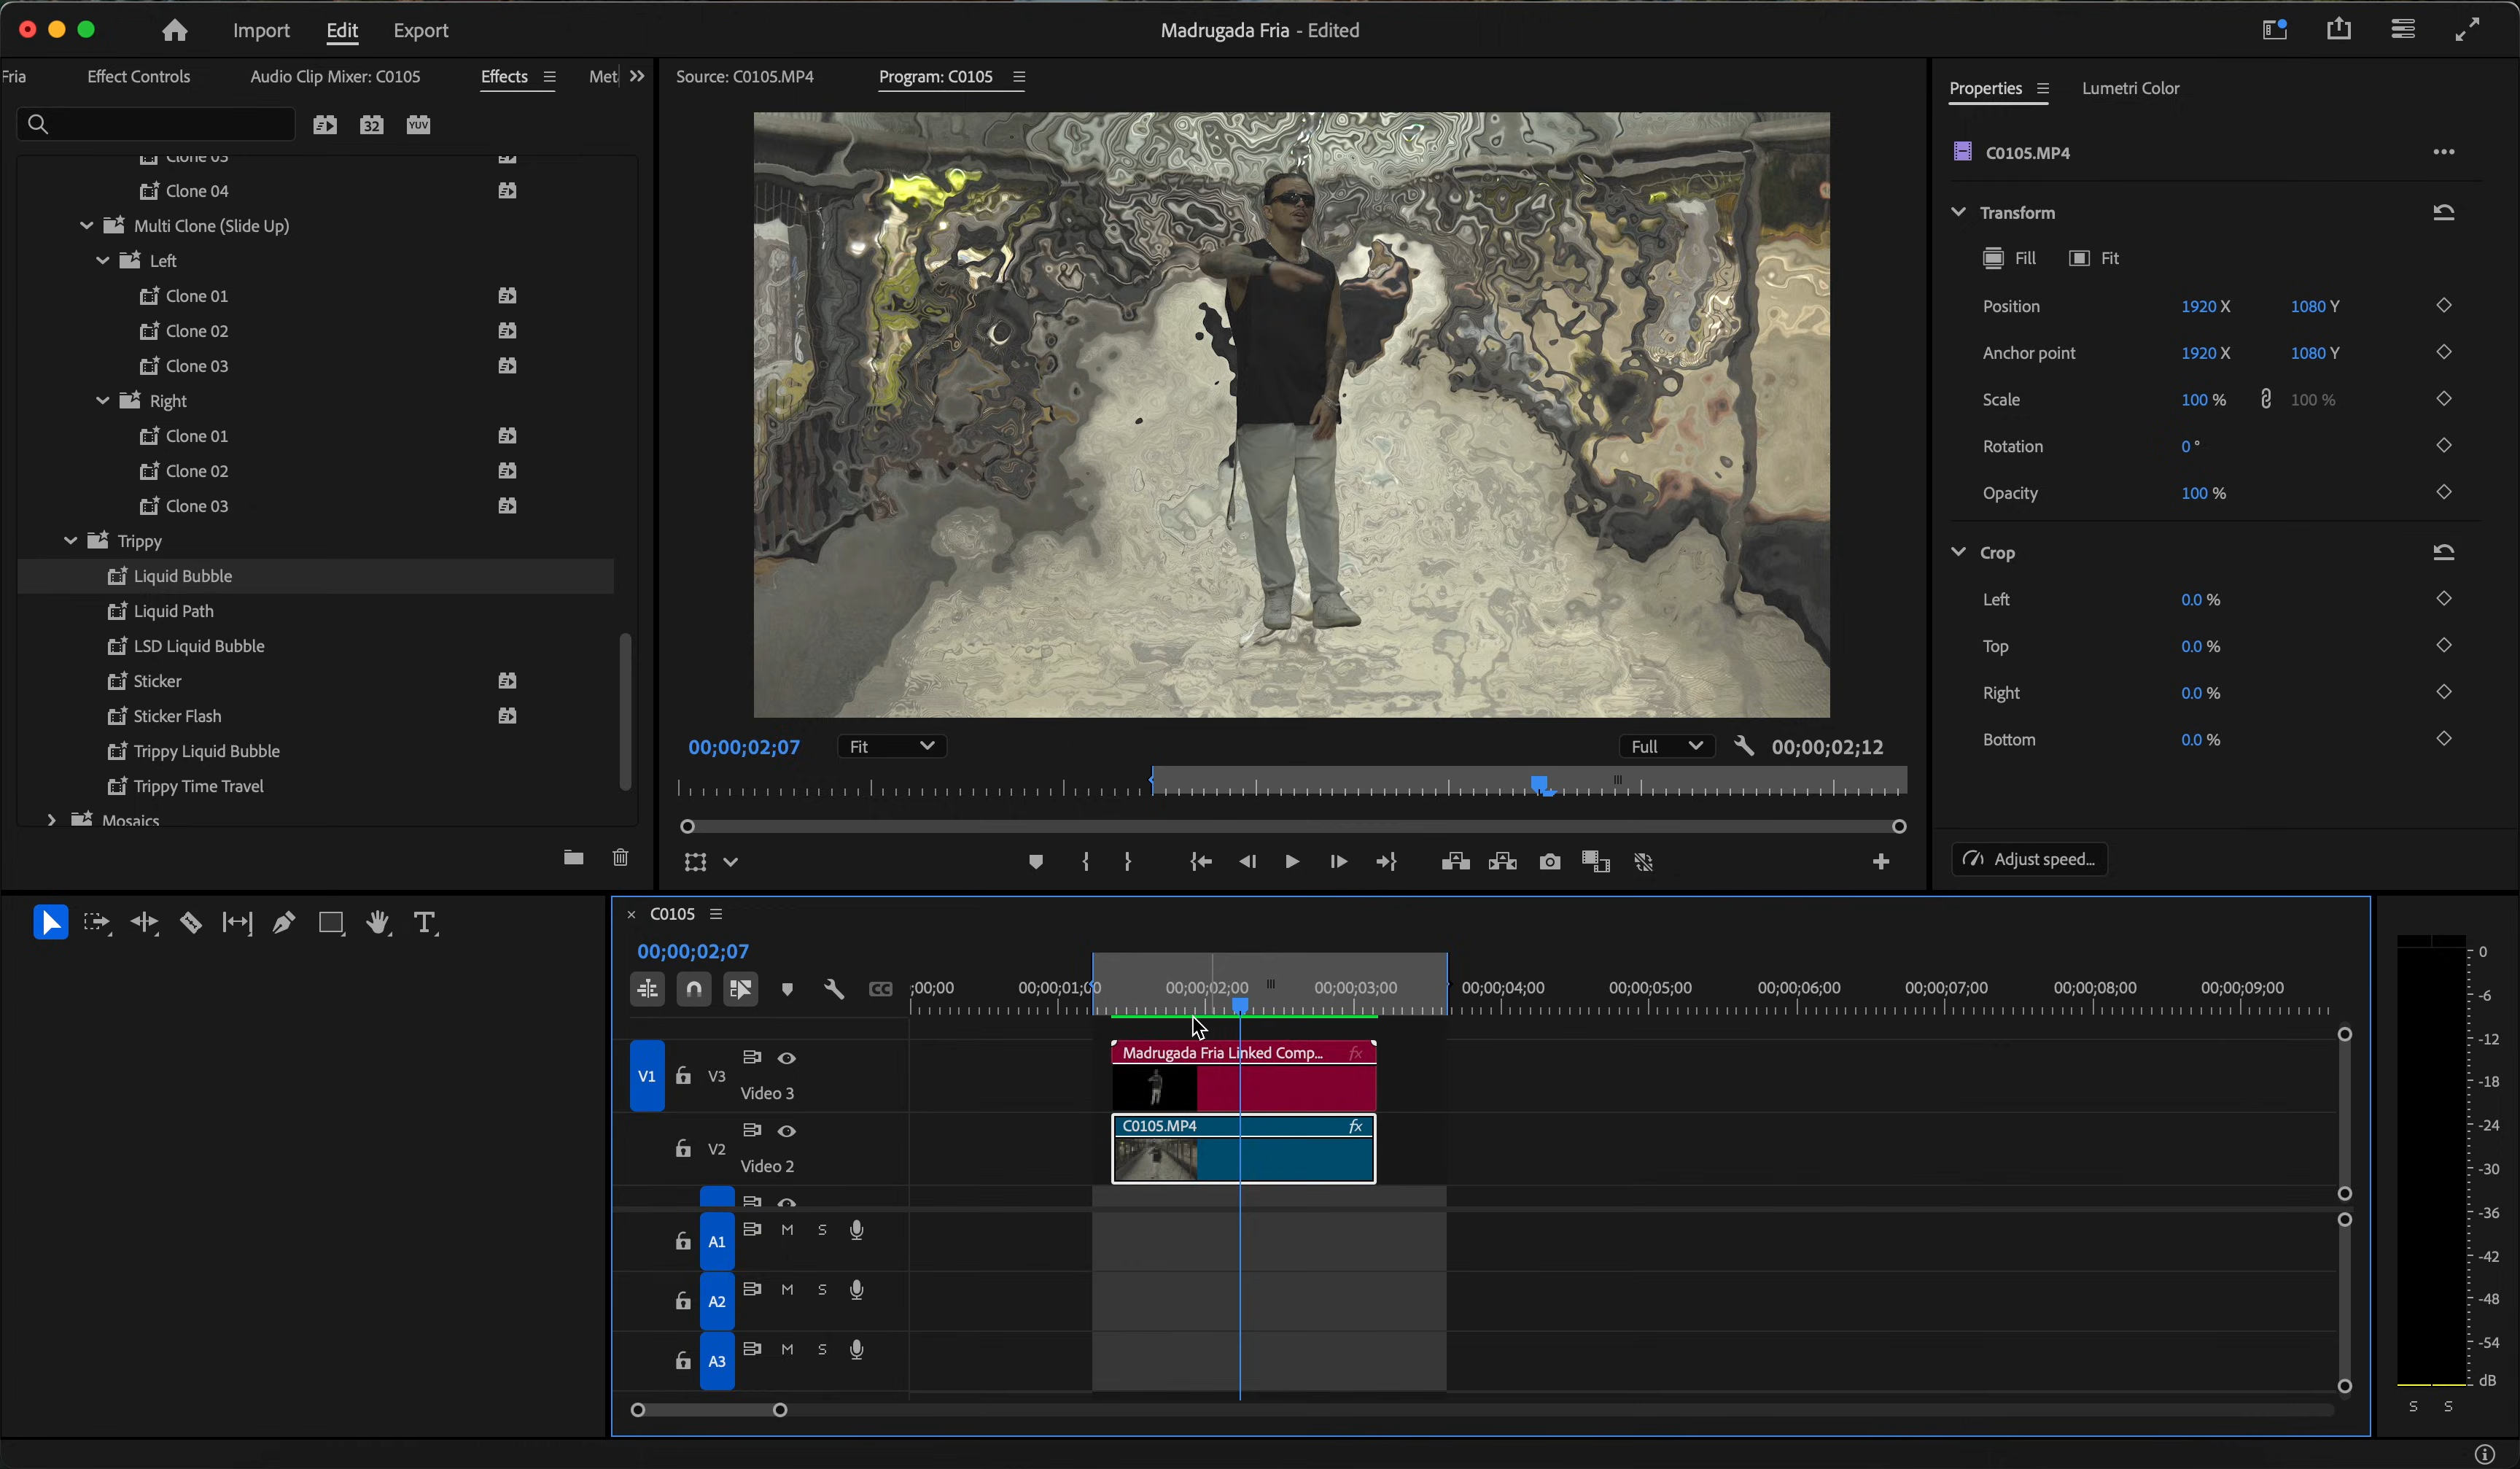 Import Edit Export Madrugada Fria - Edited
Fria Effect Controls Audio Clip Mixer: C0105 Effects Met
Source: C0105.MP4 Program: C0105
Properties Lumetri Color
32 YUV
Clone 03
Clone 04
Multi Clone (Slide Up)
Left
Clone 01
Clone 02
Clone 03
Right
Clone 01
Clone 02
Clone 03
Trippy
Liquid Bubble
Liquid Path
LSD Liquid Bubble
Sticker
Sticker Flash
Trippy Liquid Bubble
Trippy Time Travel
Mosaics
00;00;02;07 Fit Full 00;00;02;12
C0105.MP4
Transform
Fill Fit
Position 1920 X 1080 Y
Anchor point 1920 X 1080 Y
Scale 100 % 100 %
Rotation 0 °
Opacity 100 %
Crop
Left 0.0 %
Top 0.0 %
Right 0.0 %
Bottom 0.0 %
Adjust speed...
× C0105
00;00;02;07
CC ;00;00 00;00;01;00 00;00;02;00 00;00;03;00 00;00;04;00 00;00;05;00 00;00;06;00 00;00;07;00 00;00;08;00 00;00;09;00
V1 V3 Video 3
Madrugada Fria Linked Comp... fx
V2 Video 2
C0105.MP4 fx
A1 M S
A2 M S
A3 M S
0
-6
-12
-18
-24
-30
-36
-42
-48
-54
dB
S S